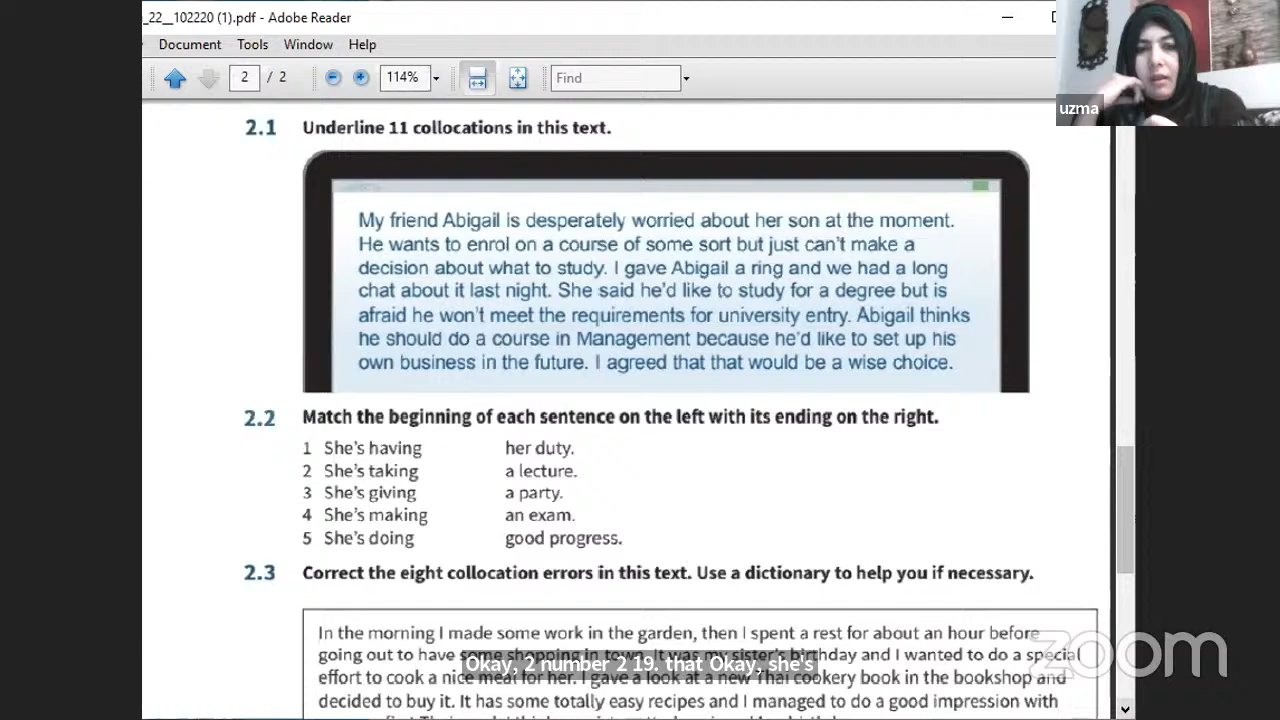 _22__102220 (1).pdf - Adobe Reader
Document Tools Window Help
2 / 2 114% Find
uzma
2.1 Underline 11 collocations in this text.
My friend Abigail is desperately worried about her son at the moment.
He wants to enrol on a course of some sort but just can't make a
decision about what to study. I gave Abigail a ring and we had a long
chat about it last night. She said he'd like to study for a degree but is
afraid he won't meet the requirements for university entry. Abigail thinks
he should do a course in Management because he'd like to set up his
own business in the future. I agreed that that would be a wise choice.
2.2 Match the beginning of each sentence on the left with its ending on the right.
1 She's having her duty.
2 She's taking a lecture.
3 She's giving a party.
4 She's making an exam.
5 She's doing good progress.
2.3 Correct the eight collocation errors in this text. Use a dictionary to help you if necessary.
In the morning I made some work in the garden, then I spent a rest for about an hour before
going out to have some shopping in town. It was my sister's birthday and I wanted to do a special
effort to cook a nice meal for her. I gave a look at a new Thai cookery book in the bookshop and
decided to buy it. It has some totally easy recipes and I managed to do a good impression with
Okay, 2 number 2 19. that Okay, she's
zoom